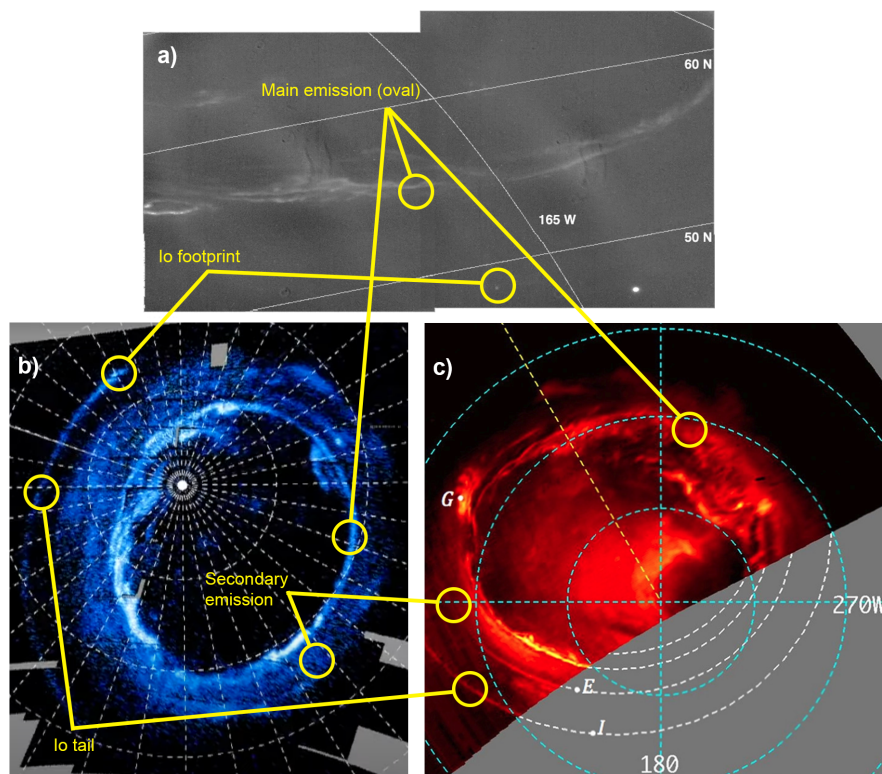 a)
60 N
Main emission (oval)
165 W
50 N
Io footprint
b)
c)
G
Secondary
emission
270W
E
I
Io tail
180